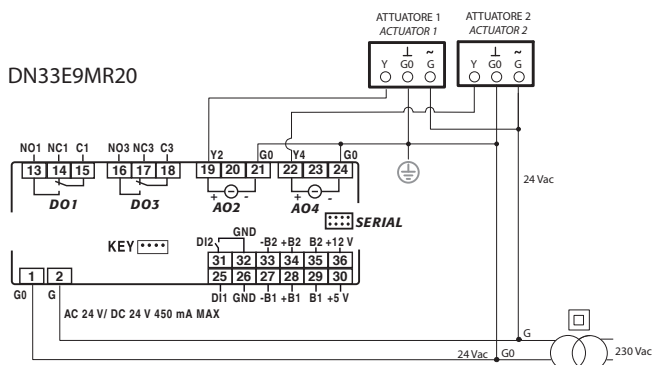 ATTUATORE 1
ACTUATOR 1
ATTUATORE 2
ACTUATOR 2
⊥ ~
Y G0 G
⊥ ~
Y G0 G
DN33E9MR20
NO1 NC1 C1
NO3 NC3 C3
Y2 G0 Y4 G0
13 14 15
16 17 18
19 20 21
22 23 24
DO1
DO3
+ -
AO2
+ -
AO4
24 Vac
SERIAL
KEY
DI2 GND -B2 +B2 B2 +12 V
31 32 33 34 35 36
25 26 27 28 29 30
DI1 GND -B1 +B1 B1 +5 V
1 2
G0 G
AC 24 V/ DC 24 V 450 mA MAX
G
24 Vac G0
230 Vac